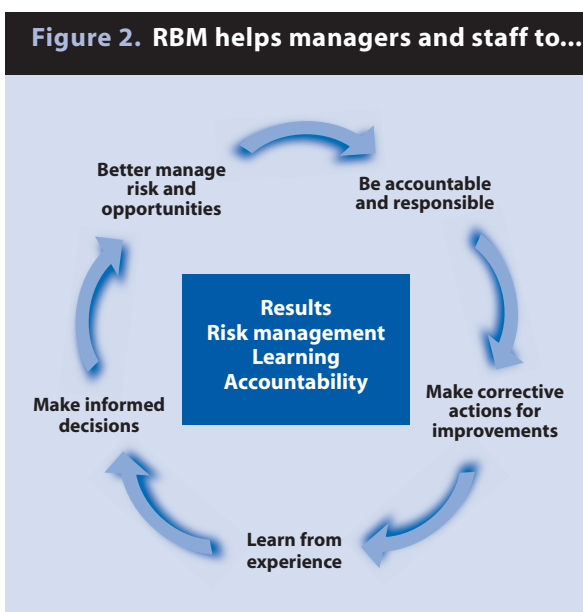 Figure 2. RBM helps managers and staff to...
Better manage
risk and
opportunities
Be accountable
and responsible
Results
Risk management
Learning
Accountability
Make informed
decisions
Make corrective
actions for
improvements
Learn from
experience